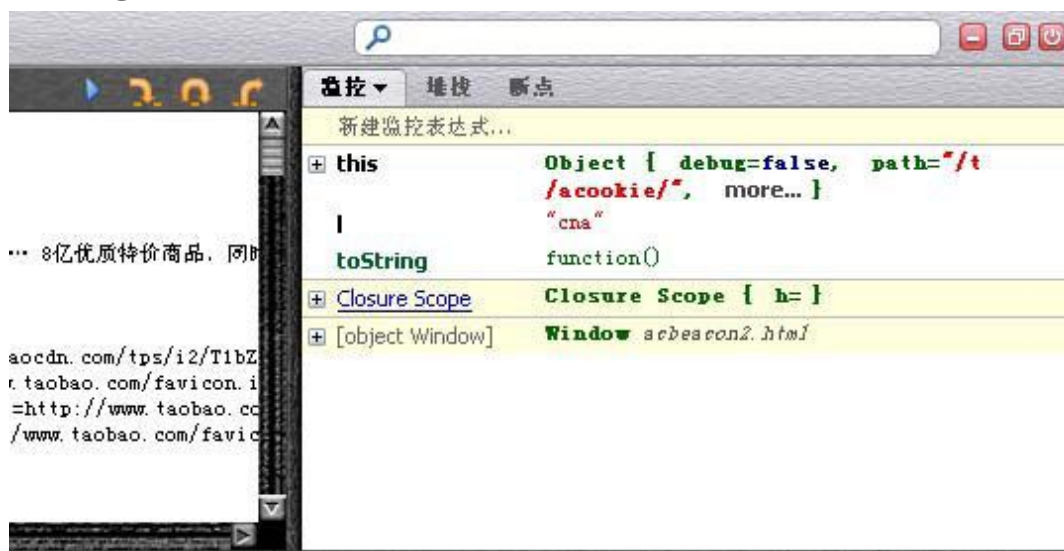 监控 堆栈 断点
新建监控表达式...
this Object { debug=false, path="/t
/acookie/", more... }
l "cna"
toString function()
Closure Scope Closure Scope { h= }
[object Window] Window acbeacon2.html
… 8亿优质特价商品, 同时
aocdn.com/tps/i2/T1bZ
.taobao.com/favicon.i
=http://www.taobao.co
/www.taobao.com/favic